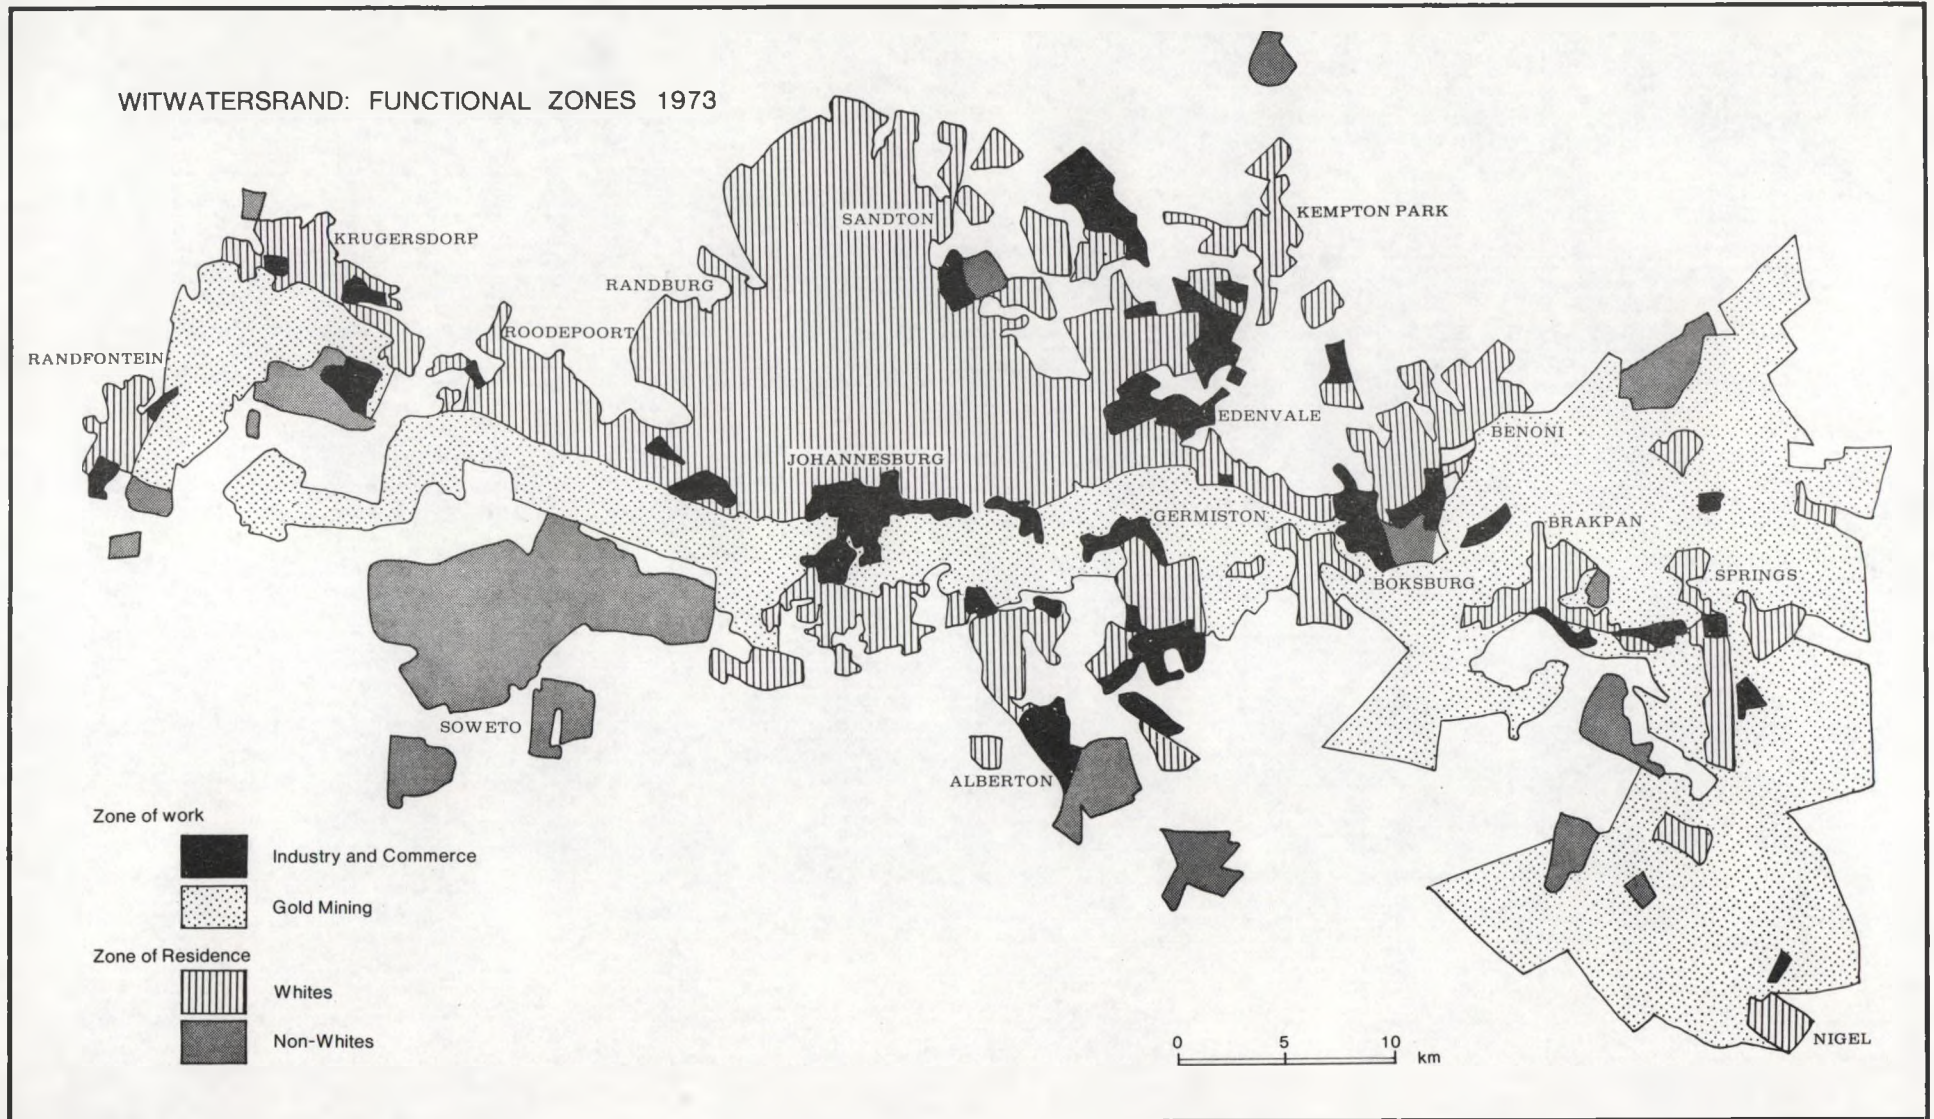 WITWATERSRAND: FUNCTIONAL ZONES 1973
SANDTON
KEMPTON PARK
KRUGERSDORP
RANDBURG
ROODEPOORT
RANDFONTEIN
EDENVALE
BENONI
JOHANNESBURG
GERMISTON
BRAKPAN
BOKSBURG
SPRINGS
SOWETO
ALBERTON
Zone of work
Industry and Commerce
Gold Mining
Zone of Residence
Whites
Non-Whites
0 5 10 km
NIGEL